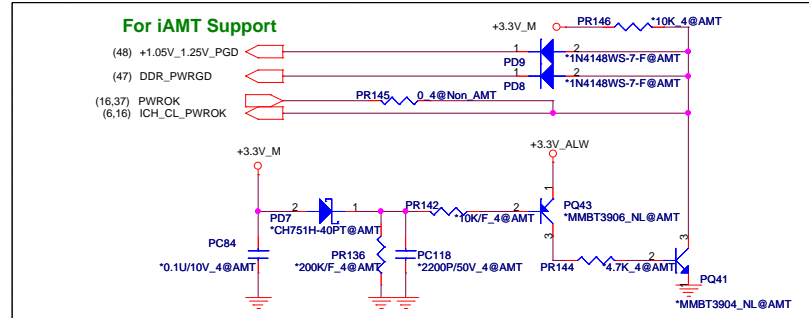 For iAMT Support
+3.3V_M
PR146
*10K_4@AMT
(48) +1.05V_1.25V_PGD
1
2
PD9
*1N4148WS-7-F@AMT
(47) DDR_PWRGD
1
2
PD8
*1N4148WS-7-F@AMT
(16,37) PWROK
PR145
0_4@Non_AMT
(6,16) ICH_CL_PWROK
+3.3V_M
+3.3V_ALW
2
1
PD7
*CH751H-40PT@AMT
PR142
*10K/F_4@AMT
2
1
3
PQ43
*MMBT3906_NL@AMT
PC84
*0.1U/10V_4@AMT
PR136
*200K/F_4@AMT
PC118
*2200P/50V_4@AMT
PR144
4.7K_4@AMT
2
3
1
PQ41
*MMBT3904_NL@AMT